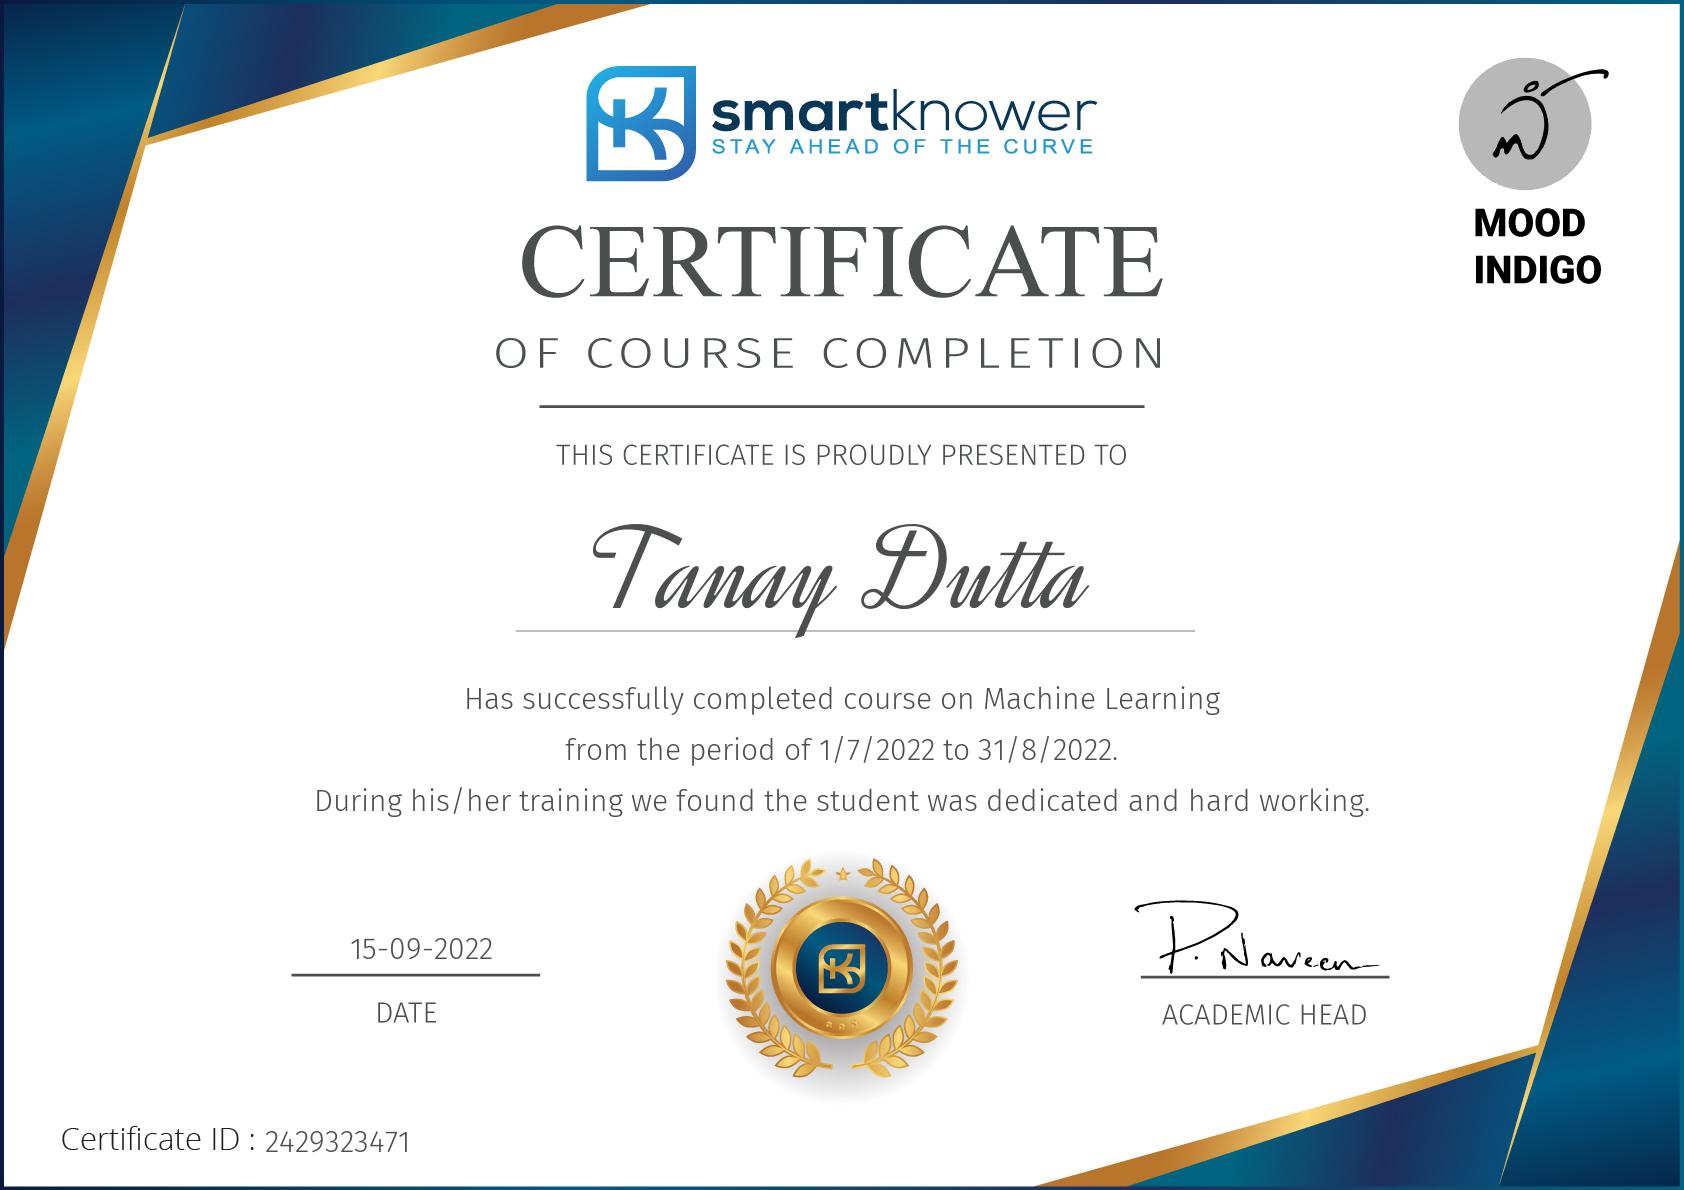 smartknower
STAY AHEAD OF THE CURVE
MOOD
INDIGO
CERTIFICATE
OF COURSE COMPLETION
THIS CERTIFICATE IS PROUDLY PRESENTED TO
Tanay Dutta
Has successfully completed course on Machine Learning
from the period of 1/7/2022 to 31/8/2022.
During his/her training we found the student was dedicated and hard working.
15-09-2022
DATE
P. Naveen
ACADEMIC HEAD
Certificate ID : 2429323471